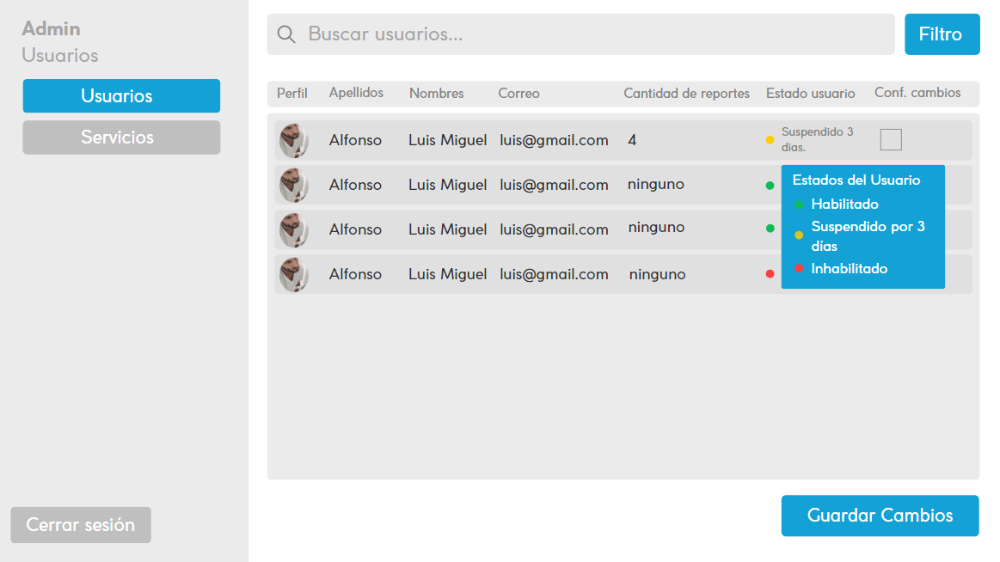 Admin
Usuarios
Usuarios
Servicios
Cerrar sesión
Buscar usuarios...
Filtro
Perfil Apellidos Nombres Correo Cantidad de reportes Estado usuario Conf. cambios
Alfonso Luis Miguel luis@gmail.com 4 Suspendido 3
dias.
Alfonso Luis Miguel luis@gmail.com ninguno
Alfonso Luis Miguel luis@gmail.com ninguno
Alfonso Luis Miguel luis@gmail.com ninguno
Estados del Usuario
Habilitado
Suspendido por 3
días
Inhabilitado
Guardar Cambios